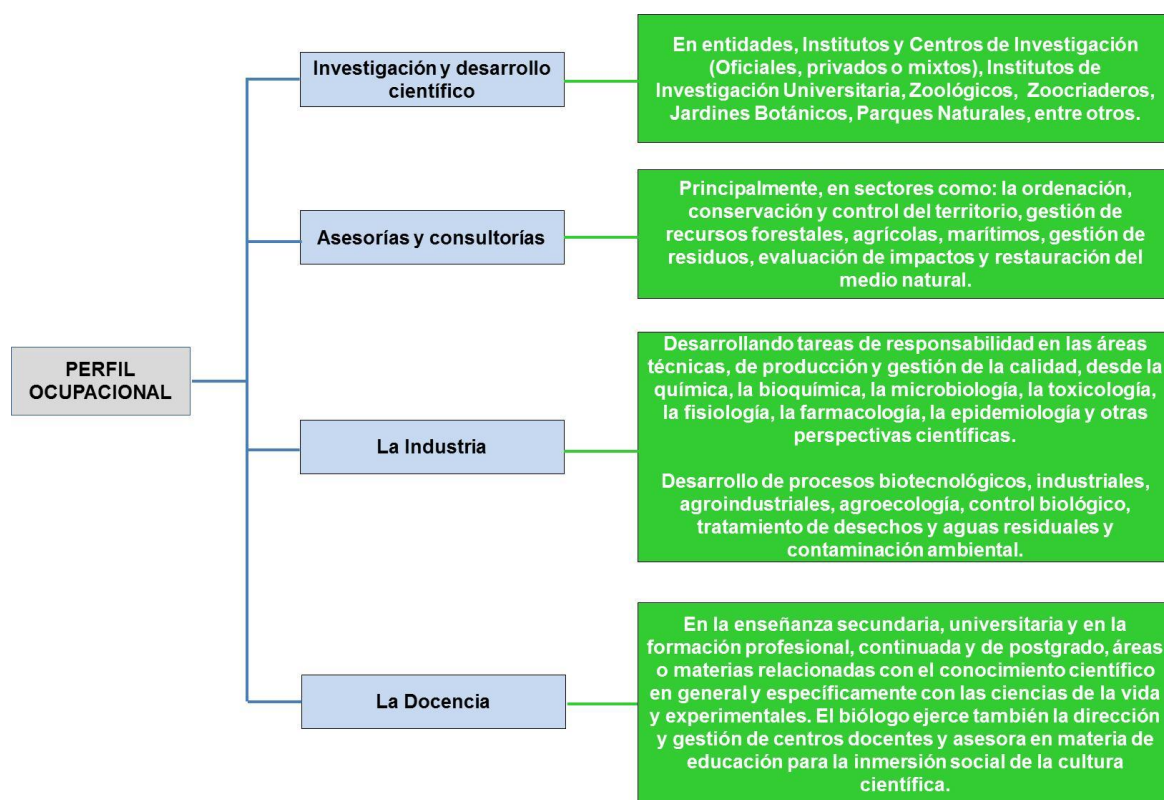 PERFIL
OCUPACIONAL
Investigación y desarrollo
científico
En entidades, Institutos y Centros de Investigación
(Oficiales, privados o mixtos), Institutos de
Investigación Universitaria, Zoológicos, Zoocriaderos,
Jardines Botánicos, Parques Naturales, entre otros.
Asesorías y consultorías
Principalmente, en sectores como: la ordenación,
conservación y control del territorio, gestión de
recursos forestales, agrícolas, marítimos, gestión de
residuos, evaluación de impactos y restauración del
medio natural.
La Industria
Desarrollando tareas de responsabilidad en las áreas
técnicas, de producción y gestión de la calidad, desde la
química, la bioquímica, la microbiología, la toxicología,
la fisiología, la farmacología, la epidemiología y otras
perspectivas científicas.
Desarrollo de procesos biotecnológicos, industriales,
agroindustriales, agroecología, control biológico,
tratamiento de desechos y aguas residuales y
contaminación ambiental.
La Docencia
En la enseñanza secundaria, universitaria y en la
formación profesional, continuada y de postgrado, áreas
o materias relacionadas con el conocimiento científico
en general y específicamente con las ciencias de la vida
y experimentales. El biólogo ejerce también la dirección
y gestión de centros docentes y asesora en materia de
educación para la inmersión social de la cultura
científica.